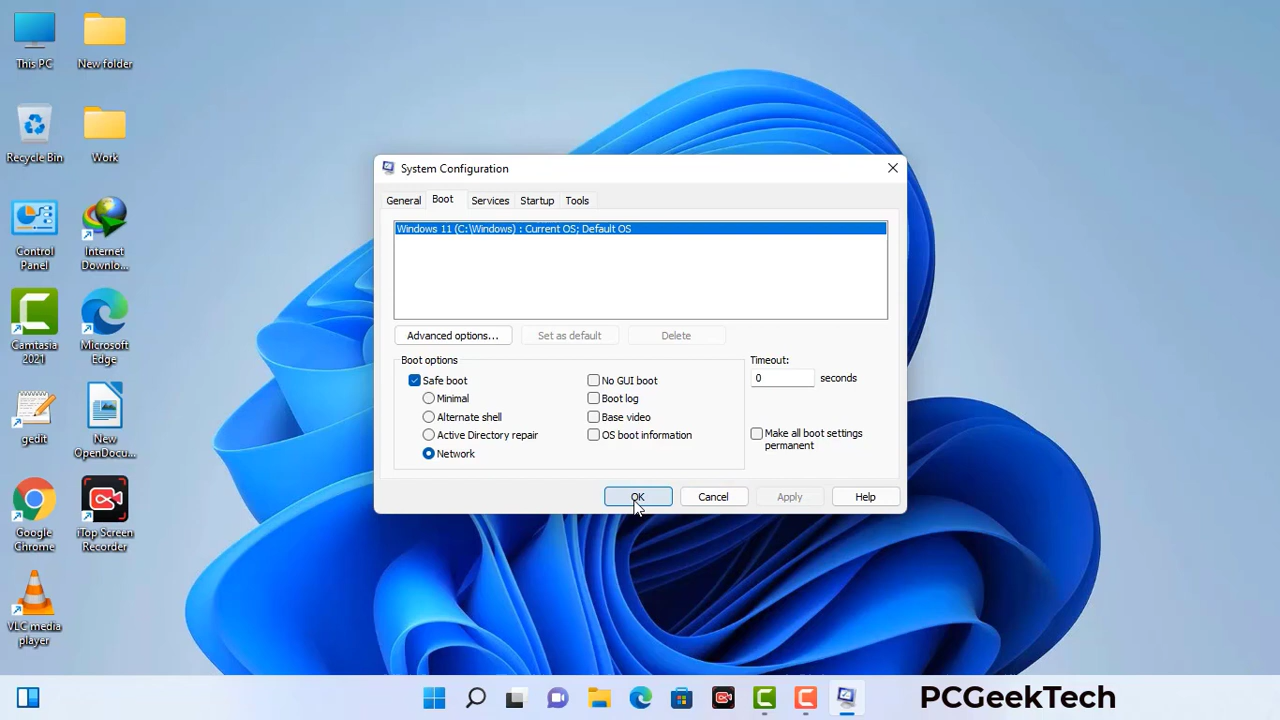 This PC
New folder
Recycle Bin
Work
Control
Panel
Internet
Downlo...
Camtasia
2021
Microsoft
Edge
gedit
New
OpenDocu...
Google
Chrome
iTop Screen
Recorder
VLC media
player
System Configuration
General
Boot
Services
Startup
Tools
Windows 11 (C:\Windows) : Current OS; Default OS
Advanced options...
Set as default
Delete
Boot options
Safe boot
Minimal
Alternate shell
Active Directory repair
Network
No GUI boot
Boot log
Base video
OS boot information
Timeout:
0 seconds
Make all boot settings
permanent
OK
Cancel
Apply
Help
PCGeekTech